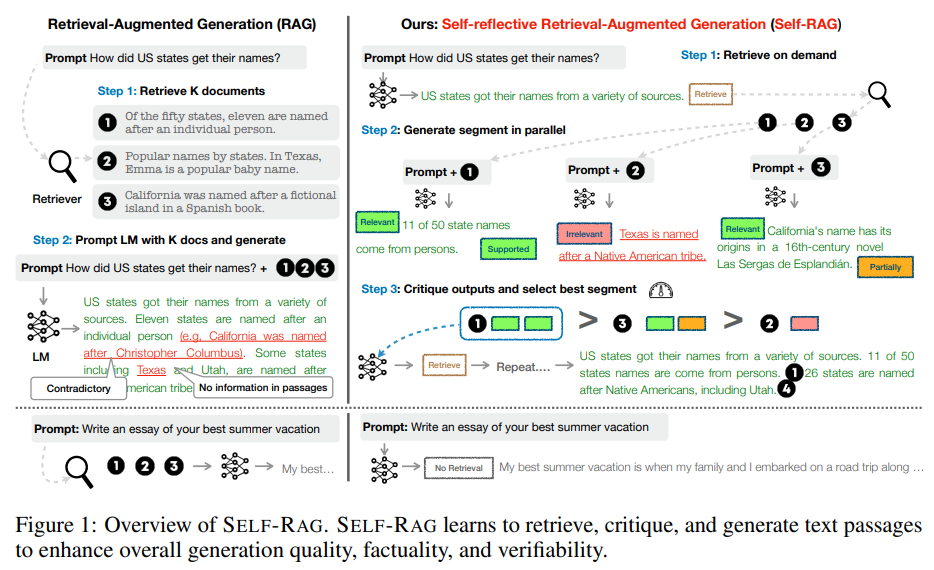 Retrieval-Augmented Generation (RAG)
Prompt How did US states get their names?
Step 1: Retrieve K documents
1 Of the fifty states, eleven are named
after an individual person.
2 Popular names by states. In Texas,
Emma is a popular baby name.
Retriever
3 California was named after a fictional
island in a Spanish book.
Step 2: Prompt LM with K docs and generate
Prompt How did US states get their names? + 1 2 3
US states got their names from a variety of
sources. Eleven states are named after an
individual person (e.g, California was named
after Christopher Columbus). Some states
including Texas and Utah, are named after
LM
Contradictory
No information in passages
merican tribe
Prompt: Write an essay of your best summer vacation
1 2 3
My best...
Ours: Self-reflective Retrieval-Augmented Generation (Self-RAG)
Prompt How did US states get their names?
Step 1: Retrieve on demand
US states got their names from a variety of sources. Retrieve
Step 2: Generate segment in parallel
1 2 3
Prompt + 1
Prompt + 2
Prompt + 3
Relevant 11 of 50 state names
come from persons. Supported
Irrelevant Texas is named
after a Native American tribe.
Relevant California's name has its
origins in a 16th-century novel
Las Sergas de Esplandián. Partially
Step 3: Critique outputs and select best segment
1 > 3 > 2
Retrieve
Repeat....
US states got their names from a variety of sources. 11 of 50
states names are come from persons. 1 26 states are named
after Native Americans, including Utah. 4
Prompt: Write an essay of your best summer vacation
No Retrieval My best summer vacation is when my family and I embarked on a road trip along ...
Figure 1: Overview of SELF-RAG. SELF-RAG learns to retrieve, critique, and generate text passages
to enhance overall generation quality, factuality, and verifiability.